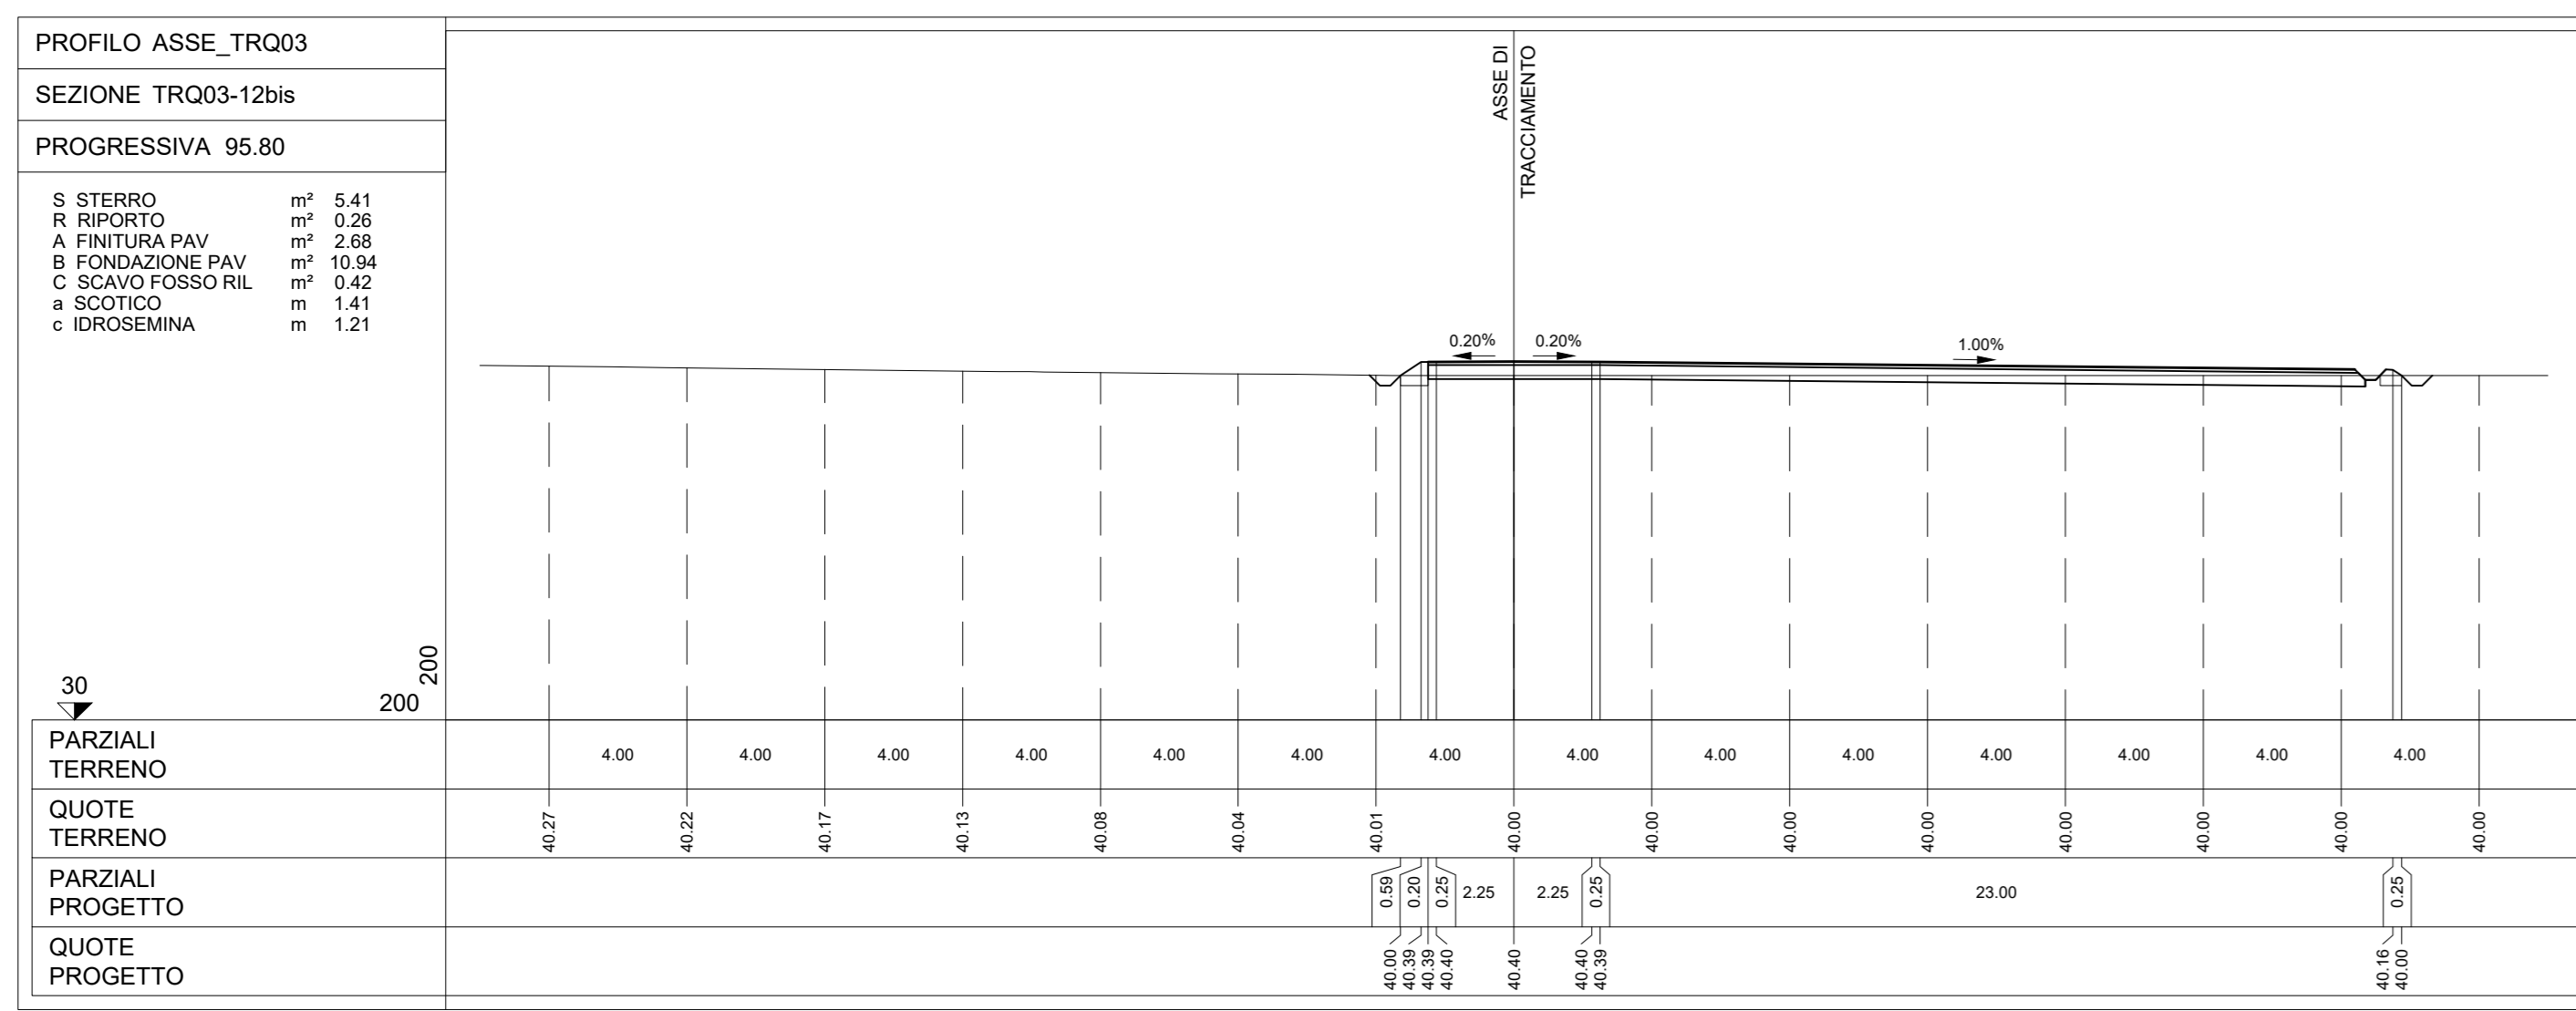 PROFILO ASSE_TRQ03
SEZIONE TRQ03-12bis
PROGRESSIVA 95.80
S STERRO m² 5.41
R RIPORTO m² 0.26
A FINITURA PAV m² 2.68
B FONDAZIONE PAV m² 10.94
C SCAVO FOSSO RIL m² 0.42
a SCOTICO m 1.41
c IDROSEMINA m 1.21
ASSE DI
TRACCIAMENTO
0.20% 0.20% 1.00%
30
200
200
PARZIALI
TERRENO
4.00 4.00 4.00 4.00 4.00 4.00 4.00 4.00 4.00 4.00 4.00 4.00 4.00 4.00
QUOTE
TERRENO
40.27 40.22 40.17 40.13 40.08 40.04 40.01 40.00 40.00 40.00 40.00 40.00 40.00 40.00 40.00
PARZIALI
PROGETTO
0.59 0.20 0.25 2.25 2.25 0.25 23.00 0.25
QUOTE
PROGETTO
40.00 40.39 40.39 40.40 40.40 40.40 40.39 40.16 40.00